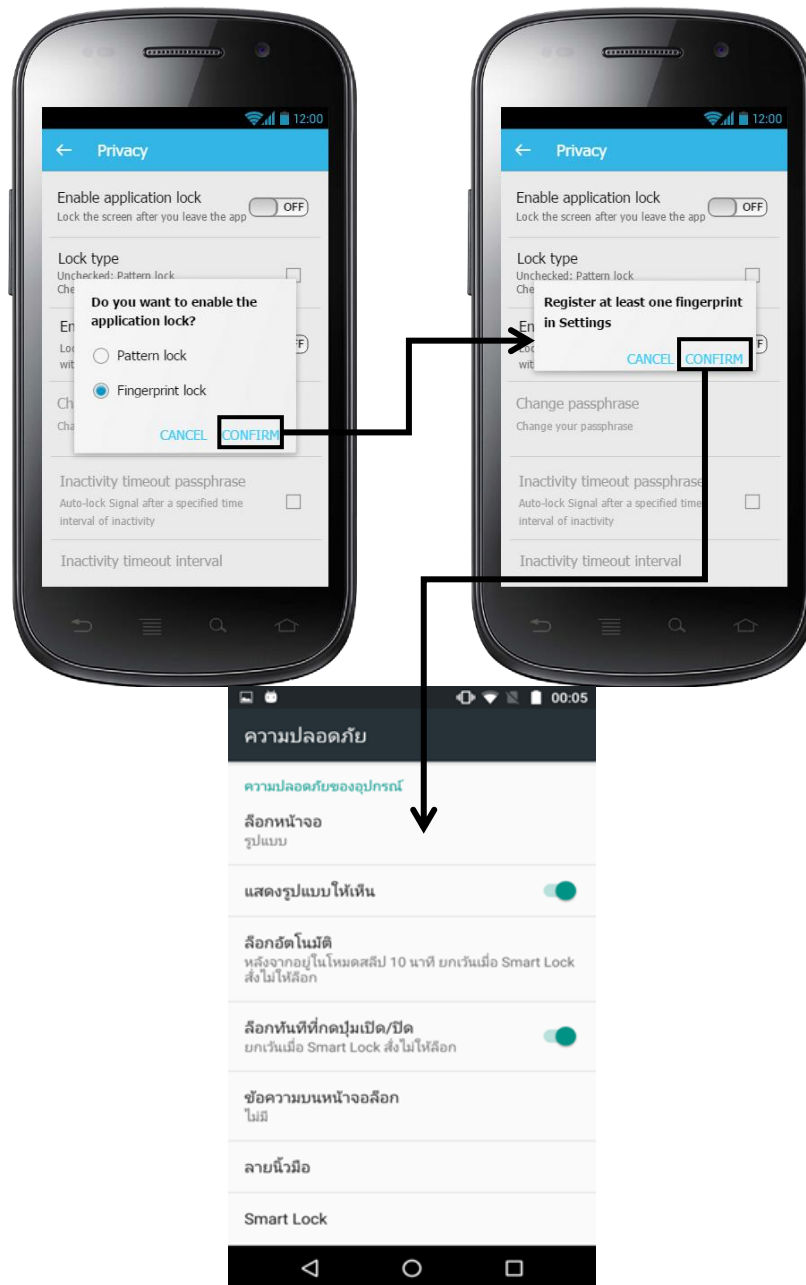 12:00
← Privacy
Enable application lock
Lock the screen after you leave the app
OFF
Lock type
Unchecked: Pattern lock
Che
Do you want to enable the
application lock?
En
Loc
wit
F
Pattern lock
Fingerprint lock
Ch
Cha
CANCEL CONFIRM
Inactivity timeout passphrase
Auto-lock Signal after a specified time
interval of inactivity
Inactivity timeout interval
12:00
← Privacy
Enable application lock
Lock the screen after you leave the app
OFF
Lock type
Unchecked: Pattern lock
Che
Register at least one fingerprint
in Settings
En
Loc
wit
F
CANCEL CONFIRM
Change passphrase
Change your passphrase
Inactivity timeout passphrase
Auto-lock Signal after a specified time
interval of inactivity
Inactivity timeout interval
00:05
ความปลอดภัย
ความปลอดภัยของอุปกรณ์
ล็อกหน้าจอ
รูปแบบ
แสดงรูปแบบให้เห็น
ล็อกอัตโนมัติ
หลังจากอยู่ในโหมดสลีป 10 นาที ยกเว้นเมื่อ Smart Lock
สั่งไม่ให้ล็อก
ล็อกทันทีที่กดปุ่มเปิด/ปิด
ยกเว้นเมื่อ Smart Lock สั่งไม่ให้ล็อก
ข้อความบนหน้าจอล็อก
ไม่มี
ลายนิ้วมือ
Smart Lock